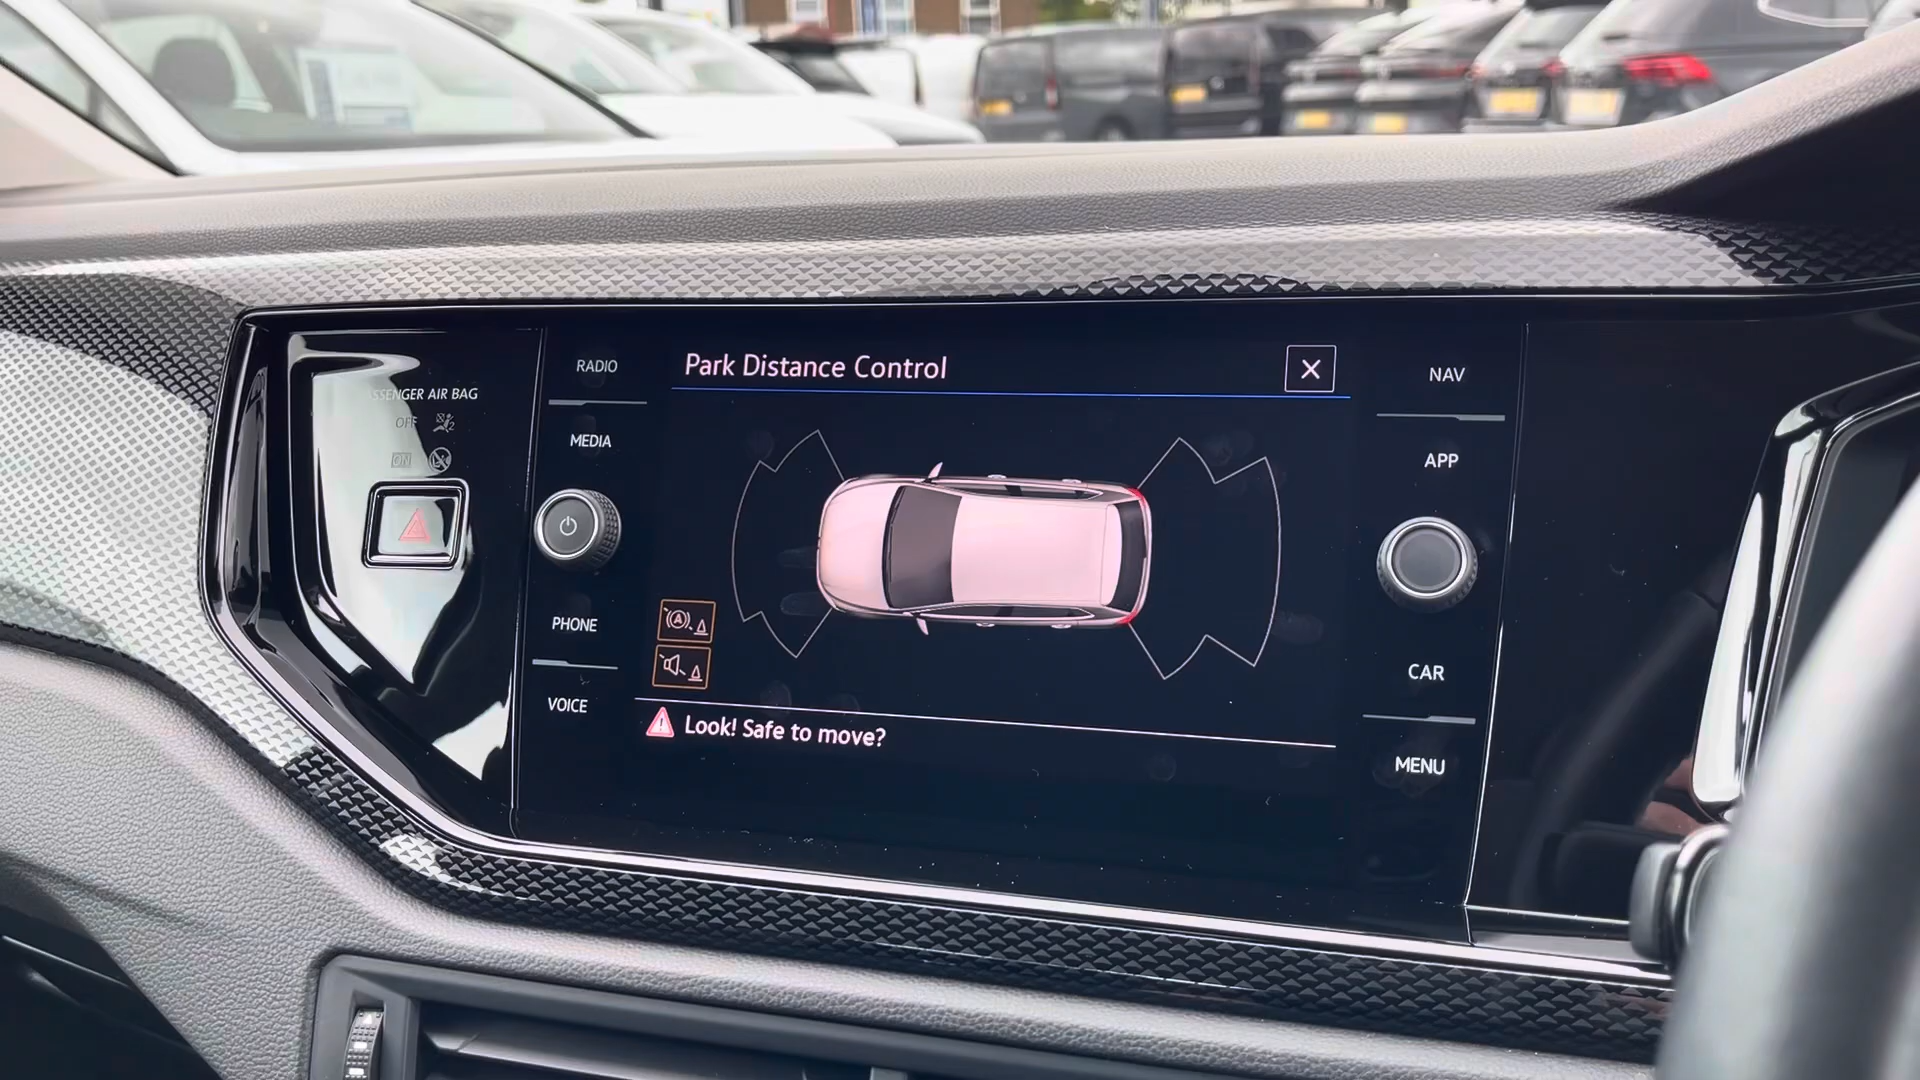 RADIO
Park Distance Control
NAV
SSENGER AIR BAG
OFF
ON
MEDIA
APP
PHONE
CAR
VOICE
Look! Safe to move?
MENU